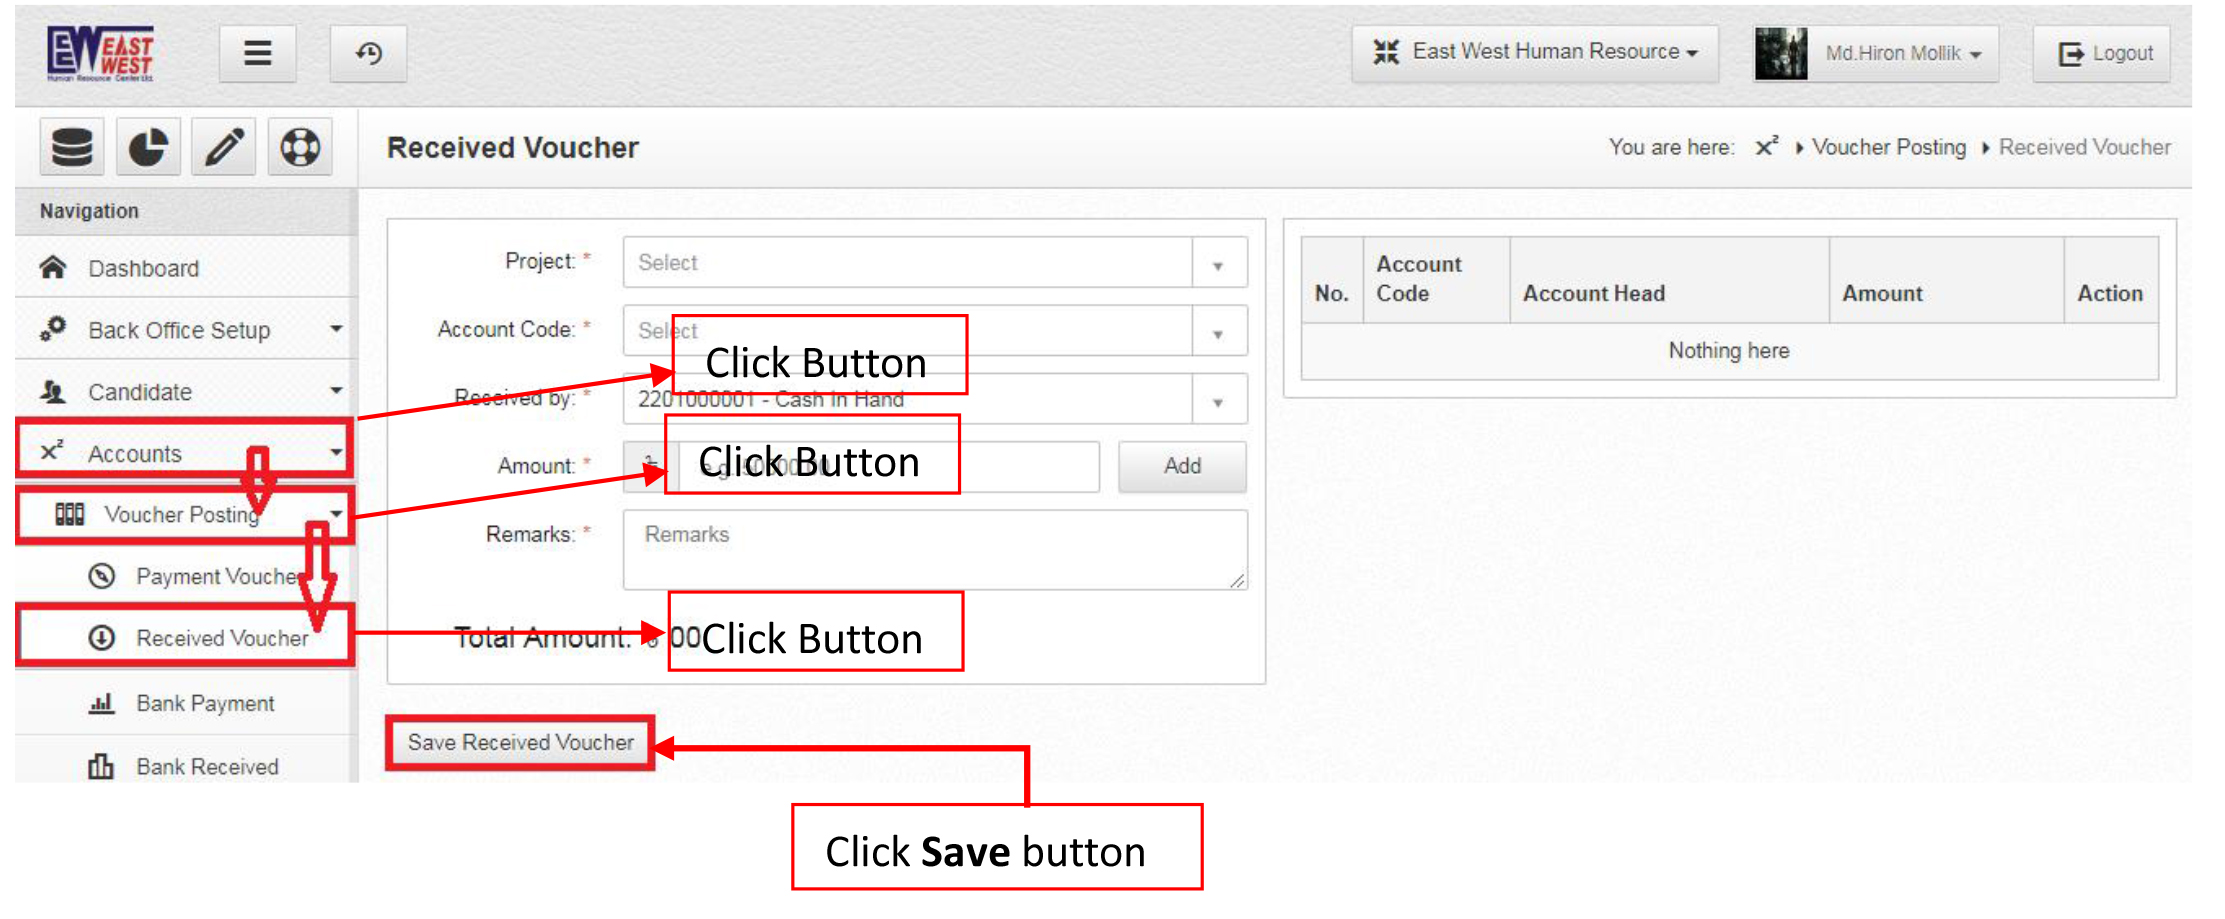 EW EAST WEST
Human Resource Center Ltd.
East West Human Resource
Md.Hiron Mollik
Logout
Received Voucher
You are here: x² Voucher Posting Received Voucher
Navigation
Dashboard
Back Office Setup
Candidate
x² Accounts
Voucher Posting
Payment Voucher
Received Voucher
Bank Payment
Bank Received
Project: *
Select
Account Code: *
Select
Click Button
Received by: *
2201000001 - Cash In Hand
Amount: *
Click Button
Add
Remarks: *
Remarks
Total Amount:
00
Click Button
Save Received Voucher
Click Save button
No.
Account
Code
Account Head
Amount
Action
Nothing here